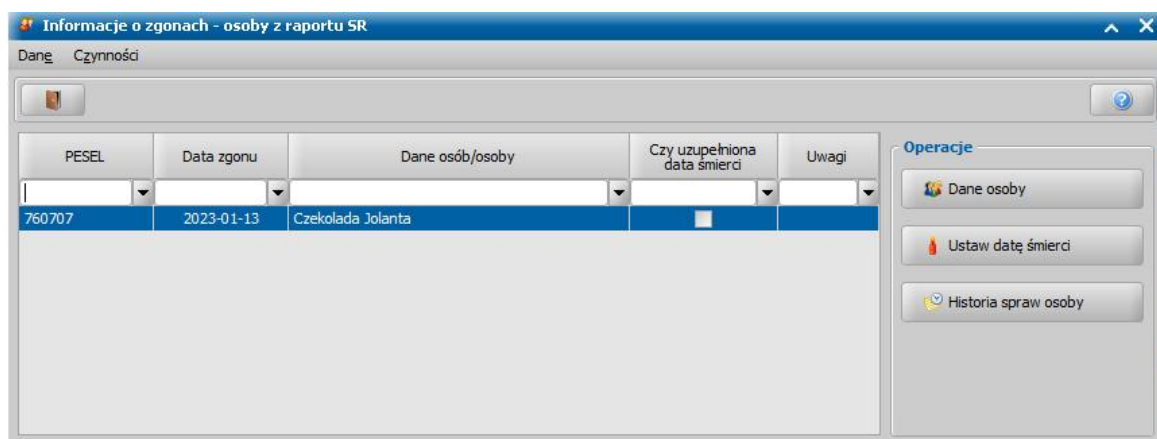 Informacje o zgonach - osoby z raportu SR
Dane Czynności
PESEL Data zgonu Dane osób/osoby Czy uzupełniona data śmierci Uwagi
760707 2023-01-13 Czekolada Jolanta
Operacje
Dane osoby
Ustaw datę śmierci
Historia spraw osoby